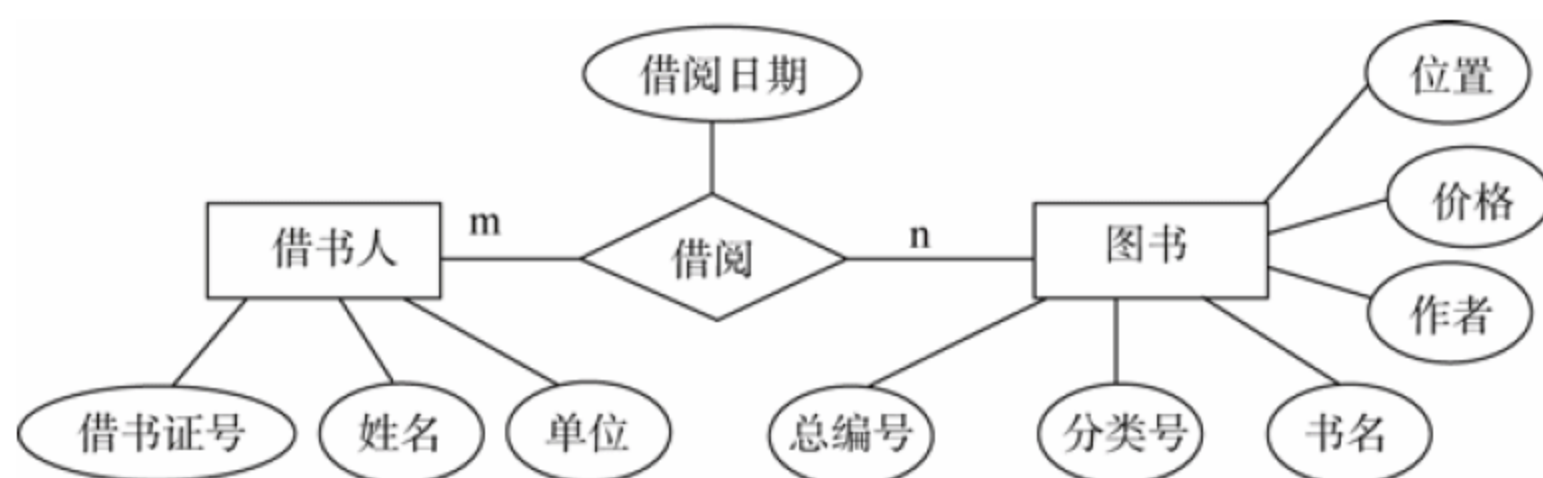 借阅日期
位置
价格
借书人
m
借阅
n
图书
作者
借书证号
姓名
单位
总编号
分类号
书名